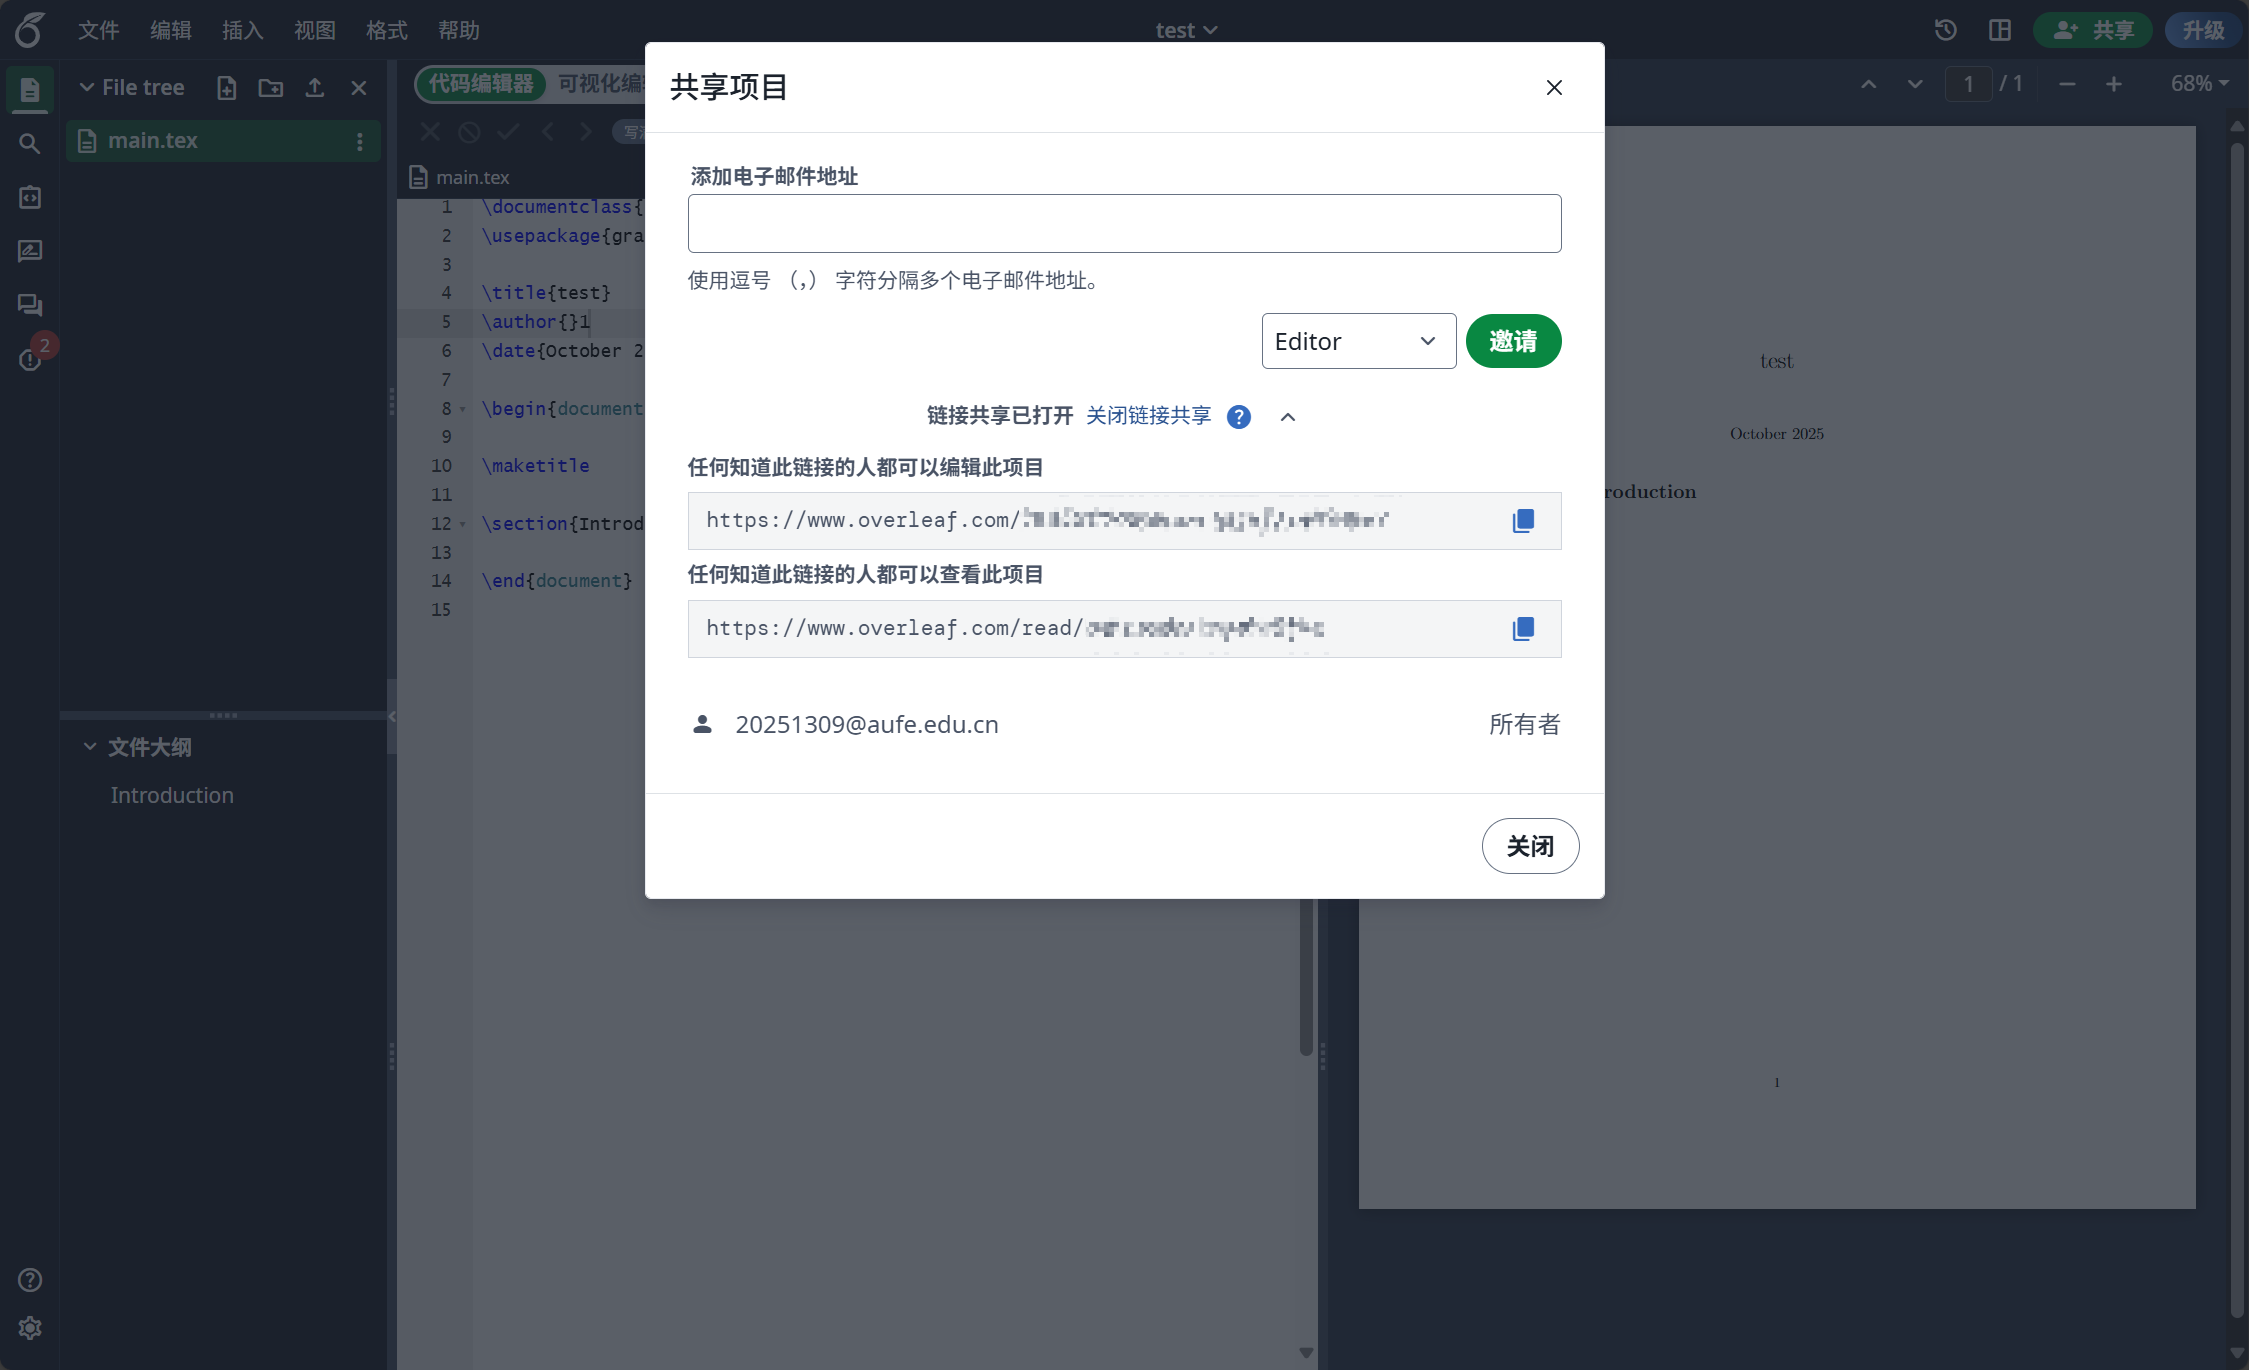 文件 编辑 插入 视图 格式 帮助
test
共享 升级
File tree
main.tex
代码编辑器 可视化编
写
main.tex
1 / 1
68%
1 \documentclass{
2 \usepackage{gra
3
4 \title{test}
5 \author{}1
6 \date{October 2
7
8 \begin{document
9
10 \maketitle
11
12 \section{Introd
13
14 \end{document}
15
2
文件大纲
Introduction
共享项目
添加电子邮件地址
使用逗号 （,） 字符分隔多个电子邮件地址。
Editor 邀请
链接共享已打开 关闭链接共享
任何知道此链接的人都可以编辑此项目
https://www.overleaf.com/
任何知道此链接的人都可以查看此项目
https://www.overleaf.com/read/
20251309@aufe.edu.cn 所有者
关闭
test
October 2025
roduction
1